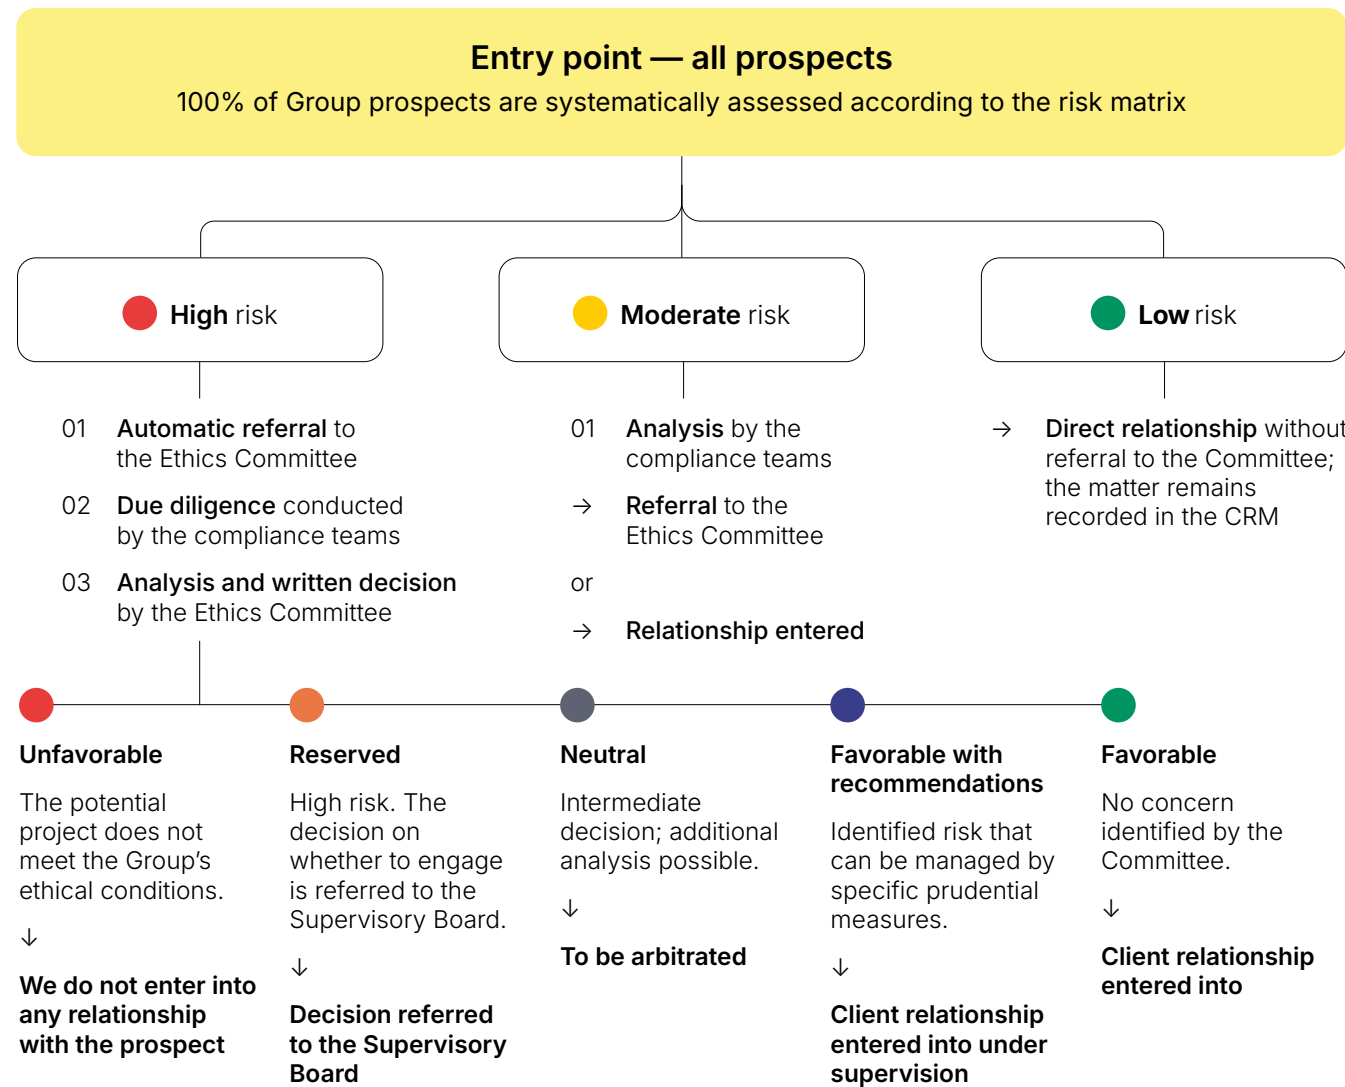 Entry point — all prospects
100% of Group prospects are systematically assessed according to the risk matrix
High risk
Moderate risk
Low risk
01 Automatic referral to
the Ethics Committee
02 Due diligence conducted
by the compliance teams
03 Analysis and written decision
by the Ethics Committee
01 Analysis by the
compliance teams
→ Referral to the
Ethics Committee
or
→ Relationship entered
→ Direct relationship without
referral to the Committee;
the matter remains
recorded in the CRM
Unfavorable
The potential
project does not
meet the Group’s
ethical conditions.
↓
We do not enter into
any relationship
with the prospect
Reserved
High risk. The
decision on
whether to engage
is referred to the
Supervisory Board.
↓
Decision referred
to the Supervisory
Board
Neutral
Intermediate
decision; additional
analysis possible.
↓
To be arbitrated
Favorable with
recommendations
Identified risk that
can be managed by
specific prudential
measures.
↓
Client relationship
entered into under
supervision
Favorable
No concern
identified by the
Committee.
↓
Client relationship
entered into